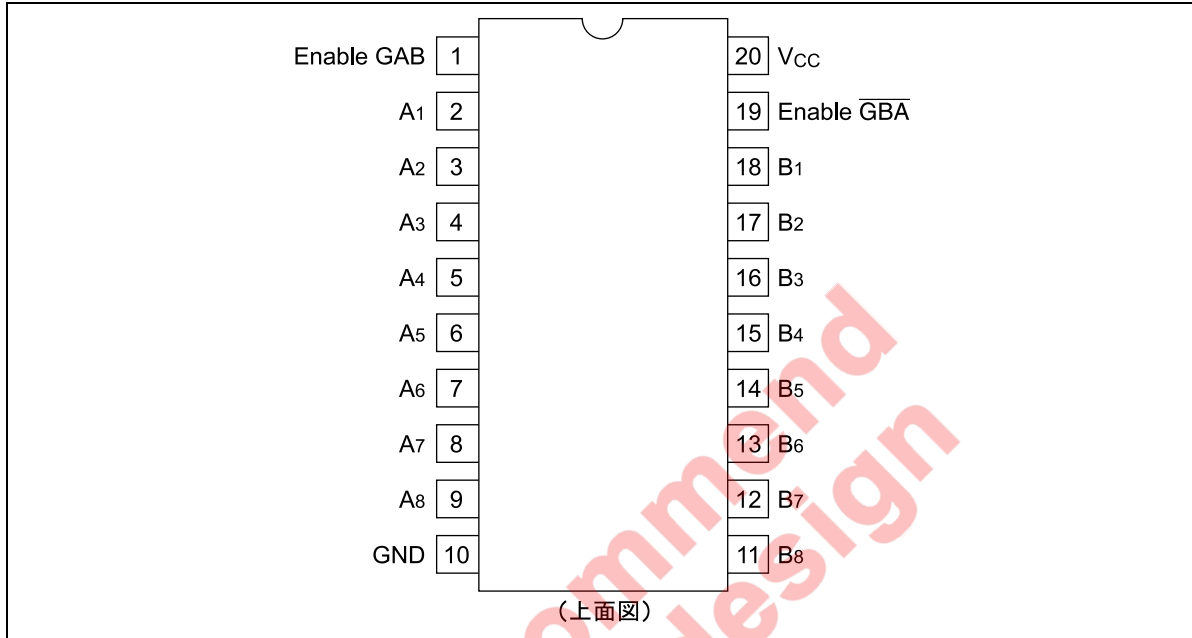 Enable GAB 1 20 VCC
A1 2 19 Enable G̅B̅A̅
A2 3 18 B1
A3 4 17 B2
A4 5 16 B3
A5 6 15 B4
A6 7 14 B5
A7 8 13 B6
A8 9 12 B7
GND 10 11 B8
(上面図)
ommend
design